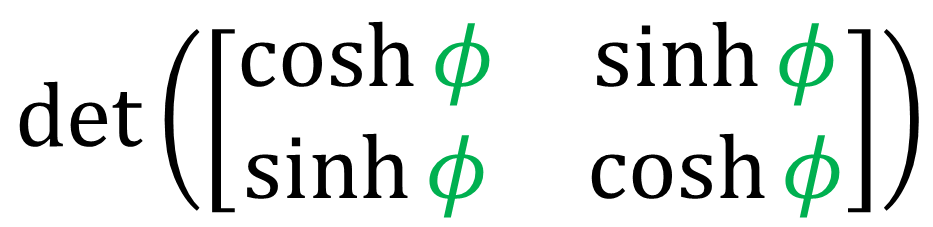 det([cosh ϕ sinh ϕ
sinh ϕ cosh ϕ])